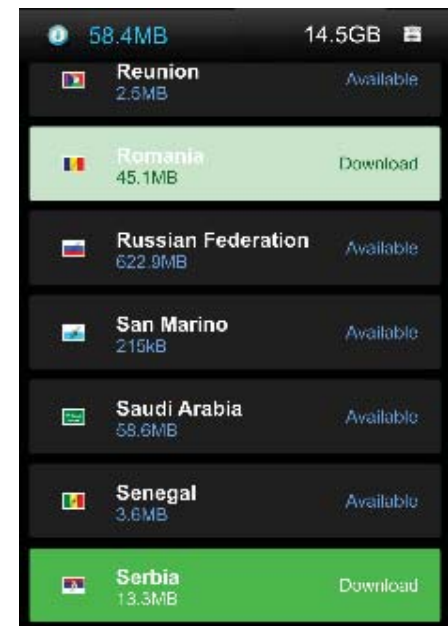 58.4MB 14.5GB
Reunion Available
2.5MB
Romania Download
45.1MB
Russian Federation Available
622.9MB
San Marino Available
215kB
Saudi Arabia Available
58.6MB
Senegal Available
3.6MB
Serbia Download
13.3MB